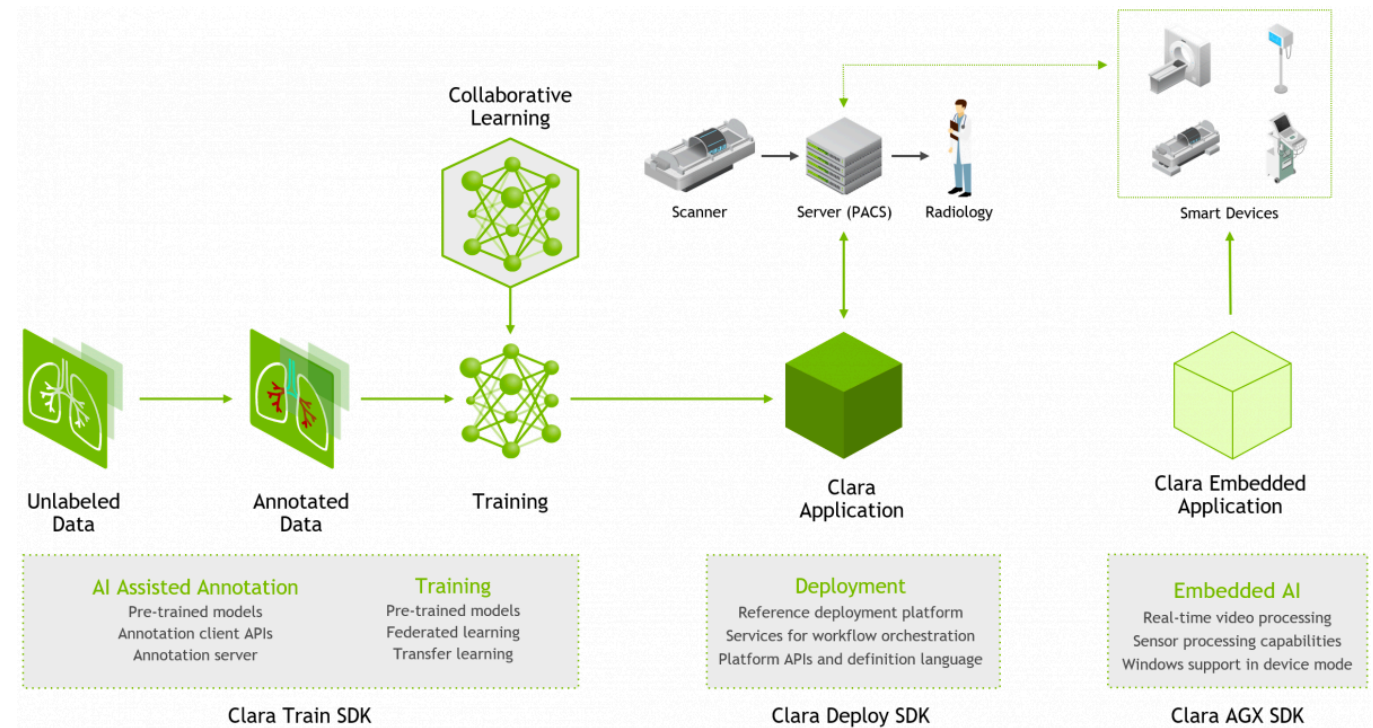 Collaborative
Learning
Scanner
Server (PACS)
Radiology
Smart Devices
Unlabeled
Data
Annotated
Data
Training
Clara
Application
Clara Embedded
Application
AI Assisted Annotation
Pre-trained models
Annotation client APIs
Annotation server
Training
Pre-trained models
Federated learning
Transfer learning
Deployment
Reference deployment platform
Services for workflow orchestration
Platform APIs and definition language
Embedded AI
Real-time video processing
Sensor processing capabilities
Windows support in device mode
Clara Train SDK
Clara Deploy SDK
Clara AGX SDK